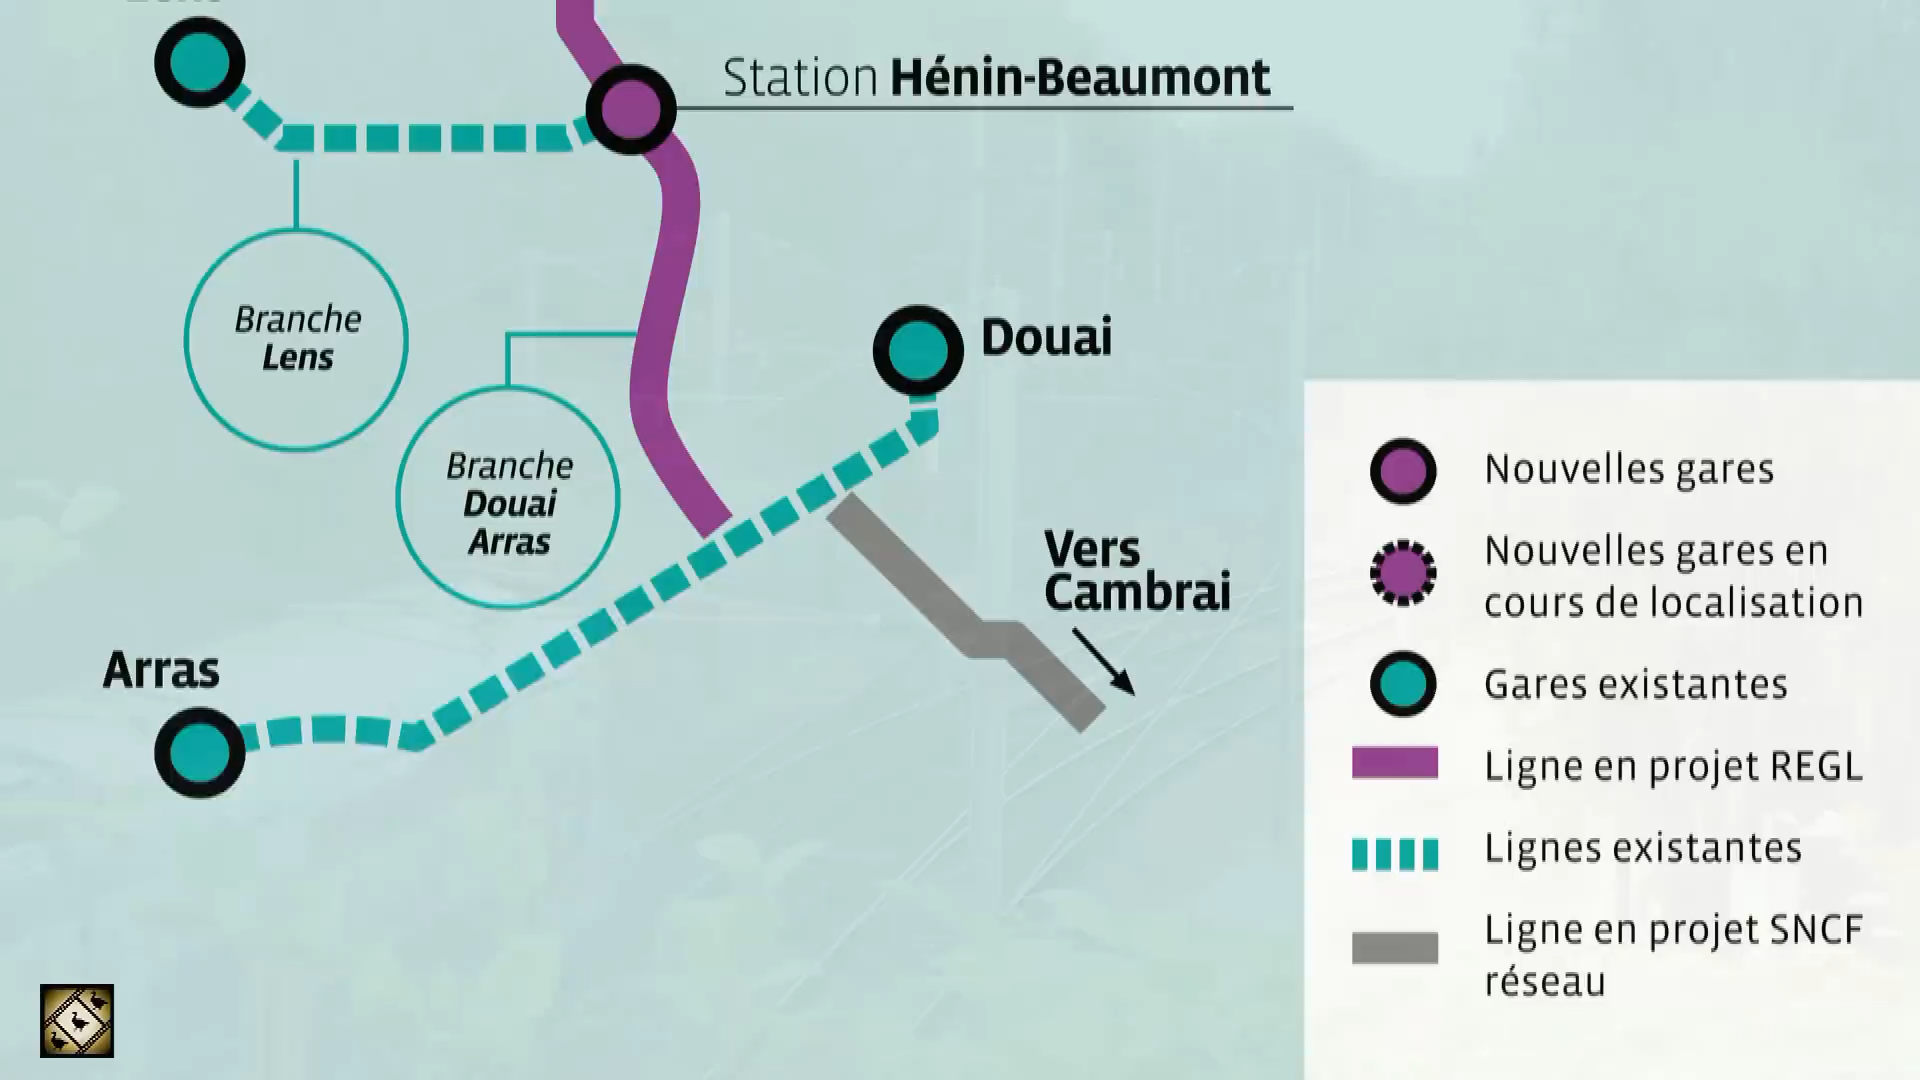 Station Hénin-Beaumont
Branche
Lens
Douai
Branche
Douai
Arras
Vers
Cambrai
Arras
Nouvelles gares
Nouvelles gares en
cours de localisation
Gares existantes
Ligne en projet REGL
Lignes existantes
Ligne en projet SNCF
réseau